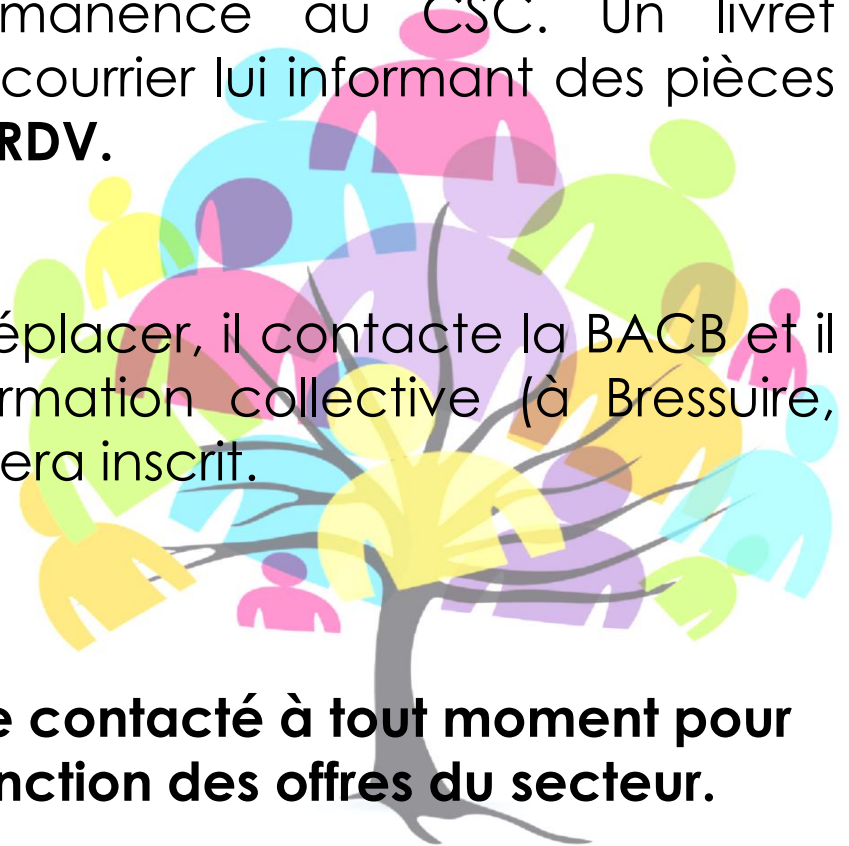 manence au CSC. Un livret
courrier lui informant des pièces
RDV.
éplacer, il contacte la BACB et il
rmation collective (à Bressuire,
era inscrit.
e contacté à tout moment pour
nction des offres du secteur.